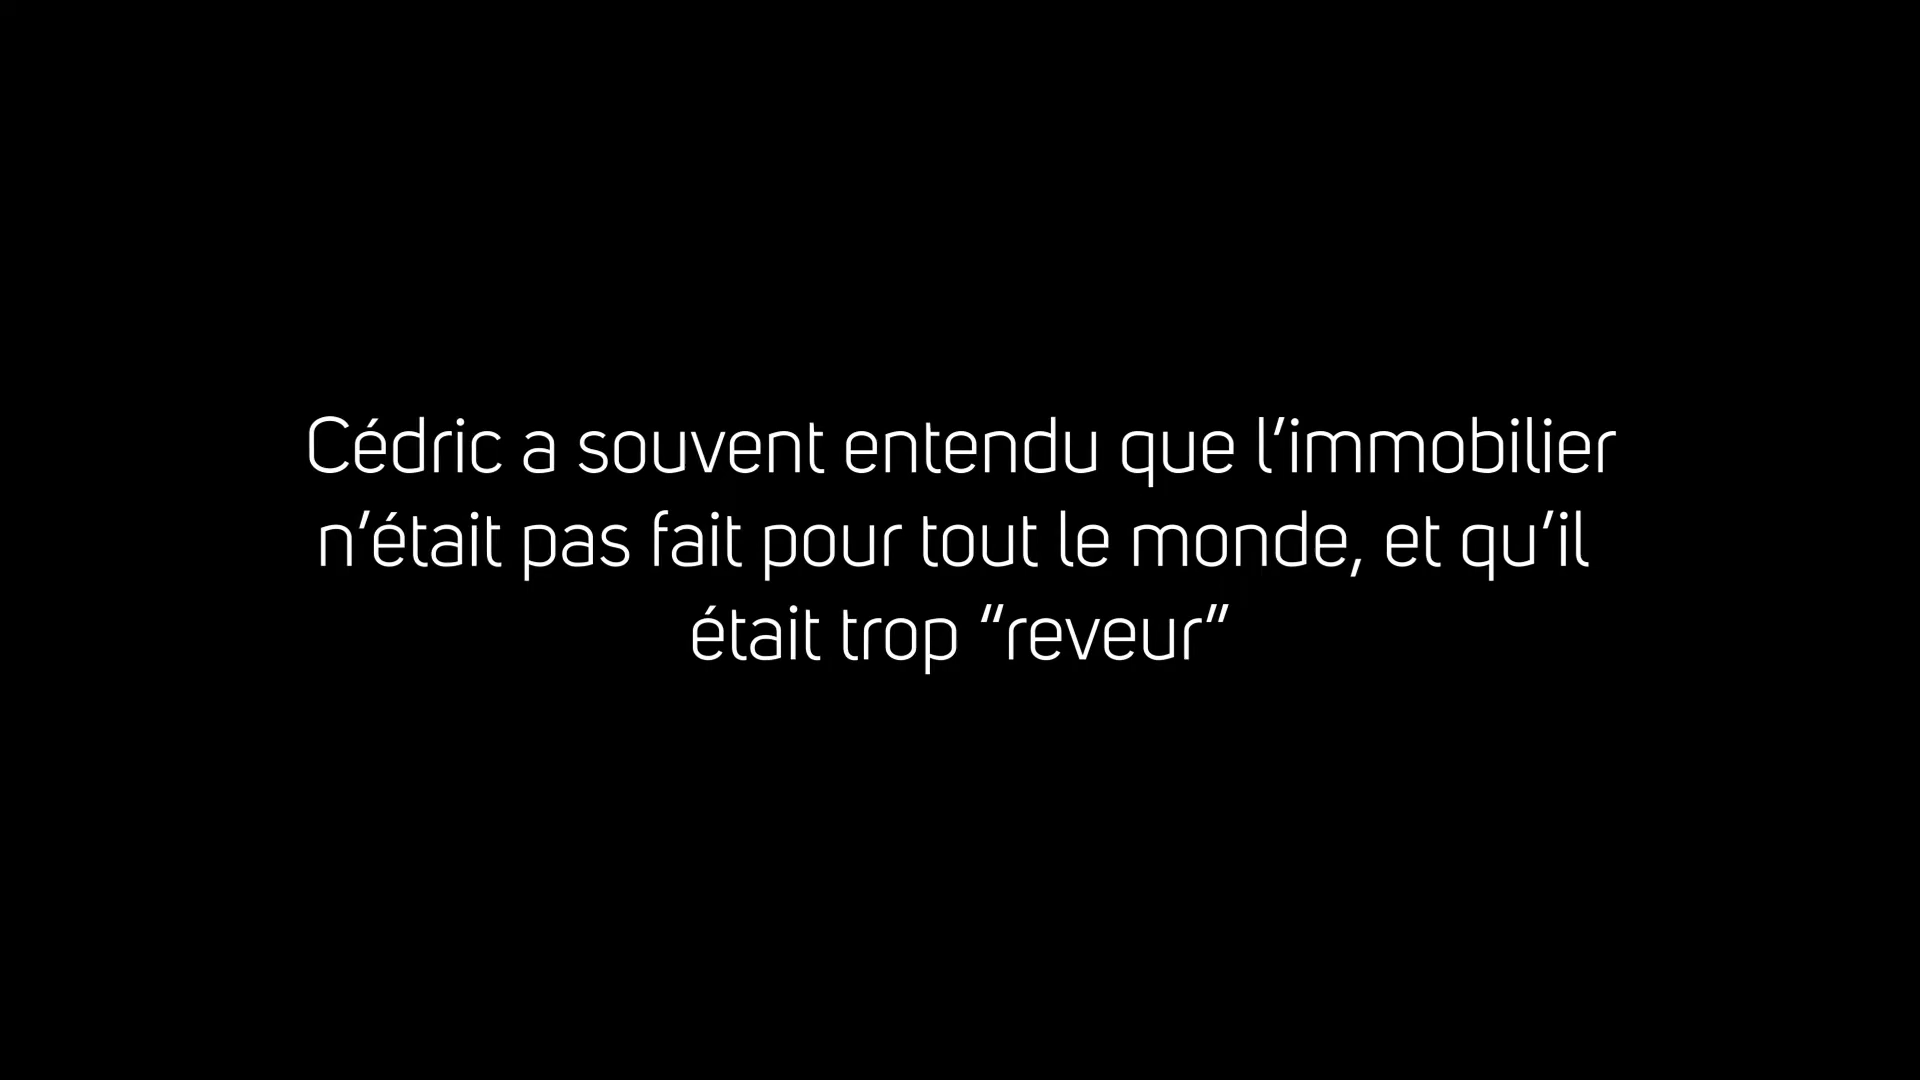 Cédric a souvent entendu que l’immobilier
n’était pas fait pour tout le monde, et qu’il
était trop “reveur”